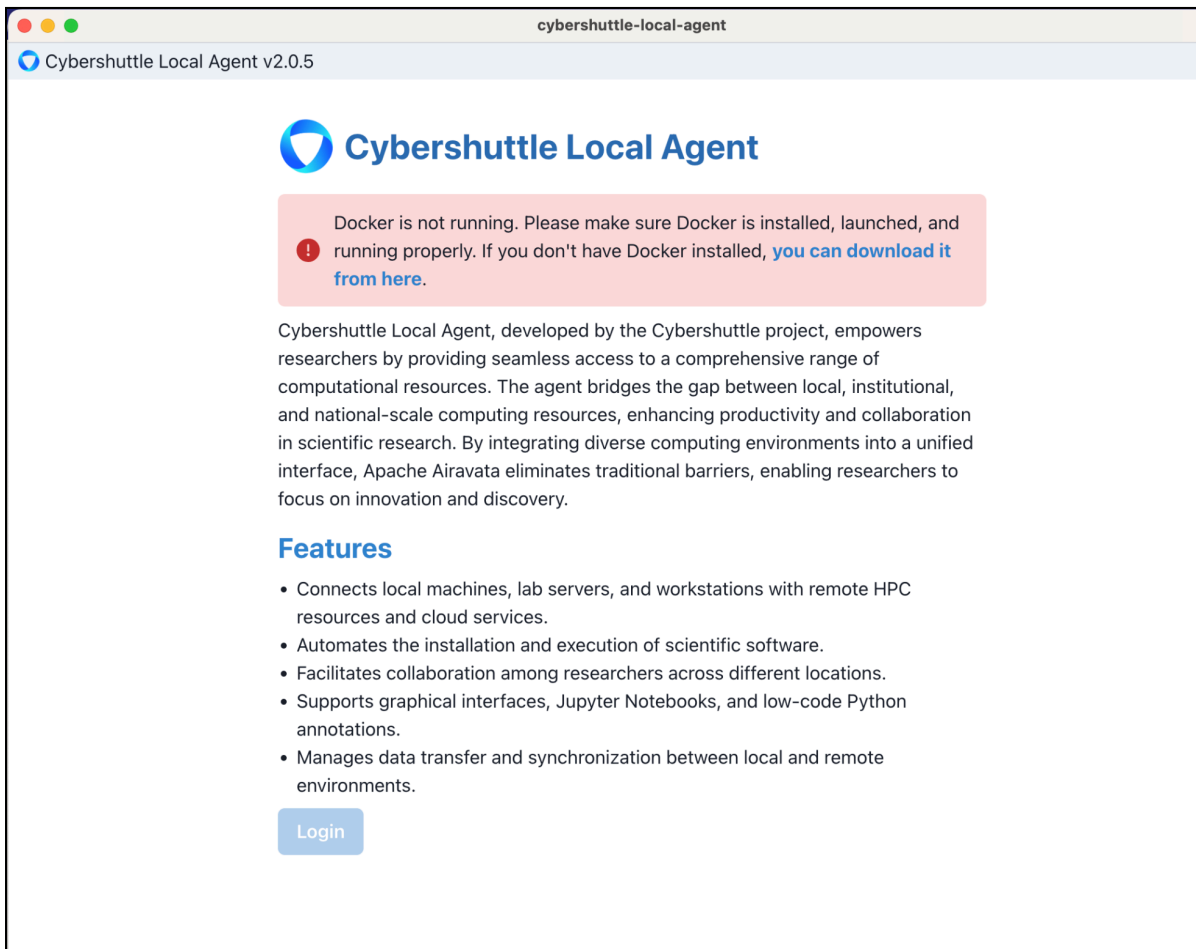 cybershuttle-local-agent
Cybershuttle Local Agent v2.0.5
Cybershuttle Local Agent
Docker is not running. Please make sure Docker is installed, launched, and
running properly. If you don't have Docker installed, you can download it
from here.
Cybershuttle Local Agent, developed by the Cybershuttle project, empowers
researchers by providing seamless access to a comprehensive range of
computational resources. The agent bridges the gap between local, institutional,
and national-scale computing resources, enhancing productivity and collaboration
in scientific research. By integrating diverse computing environments into a unified
interface, Apache Airavata eliminates traditional barriers, enabling researchers to
focus on innovation and discovery.
Features
• Connects local machines, lab servers, and workstations with remote HPC
resources and cloud services.
• Automates the installation and execution of scientific software.
• Facilitates collaboration among researchers across different locations.
• Supports graphical interfaces, Jupyter Notebooks, and low-code Python
annotations.
• Manages data transfer and synchronization between local and remote
environments.
Login